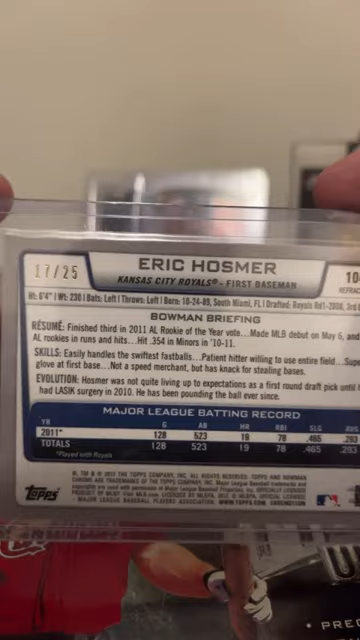 17/25
ERIC HOSMER
KANSAS CITY ROYALS® - FIRST BASEMAN
10
REFRAC
Ht: 6'4" | Wt: 230 | Bats: Left | Throws: Left | Born: 10-24-89, South Miami, FL | Drafted: Royals Rd1-2008, 3rd
BOWMAN BRIEFING
RÉSUMÉ: Finished third in 2011 AL Rookie of the Year vote...Made MLB debut on May 6, and
AL rookies in runs and hits...Hit .354 in Minors in '10-11.
SKILLS: Easily handles the swiftest fastballs...Patient hitter willing to use entire field...Supe
glove at first base...Not a speed merchant, but has knack for stealing bases.
EVOLUTION: Hosmer was not quite living up to expectations as a first round draft pick until
had LASIK surgery in 2010. He has been pounding the ball ever since.
MAJOR LEAGUE BATTING RECORD
YR G AB HR RBI SLG AVG
2011* 128 523 19 78 .465 .293
TOTALS 128 523 19 78 .465 .293
*Played with Royals
Topps
PREC